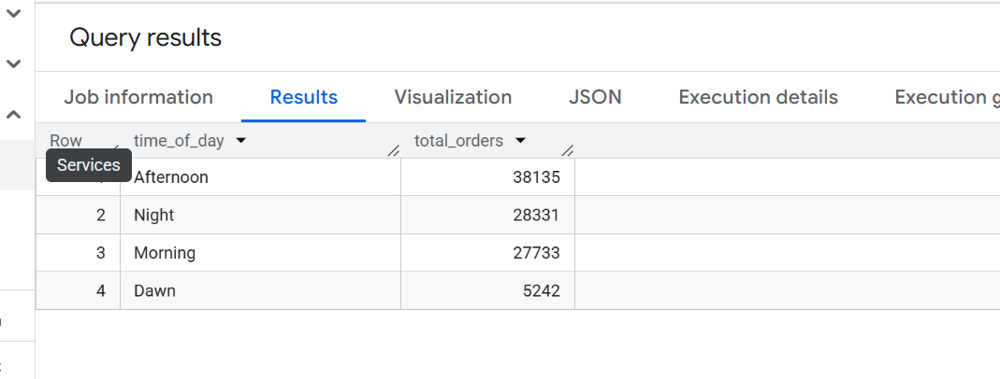 Query results
Job information Results Visualization JSON Execution details Execution g
Row time_of_day total_orders
Services
Afternoon 38135
2 Night 28331
3 Morning 27733
4 Dawn 5242